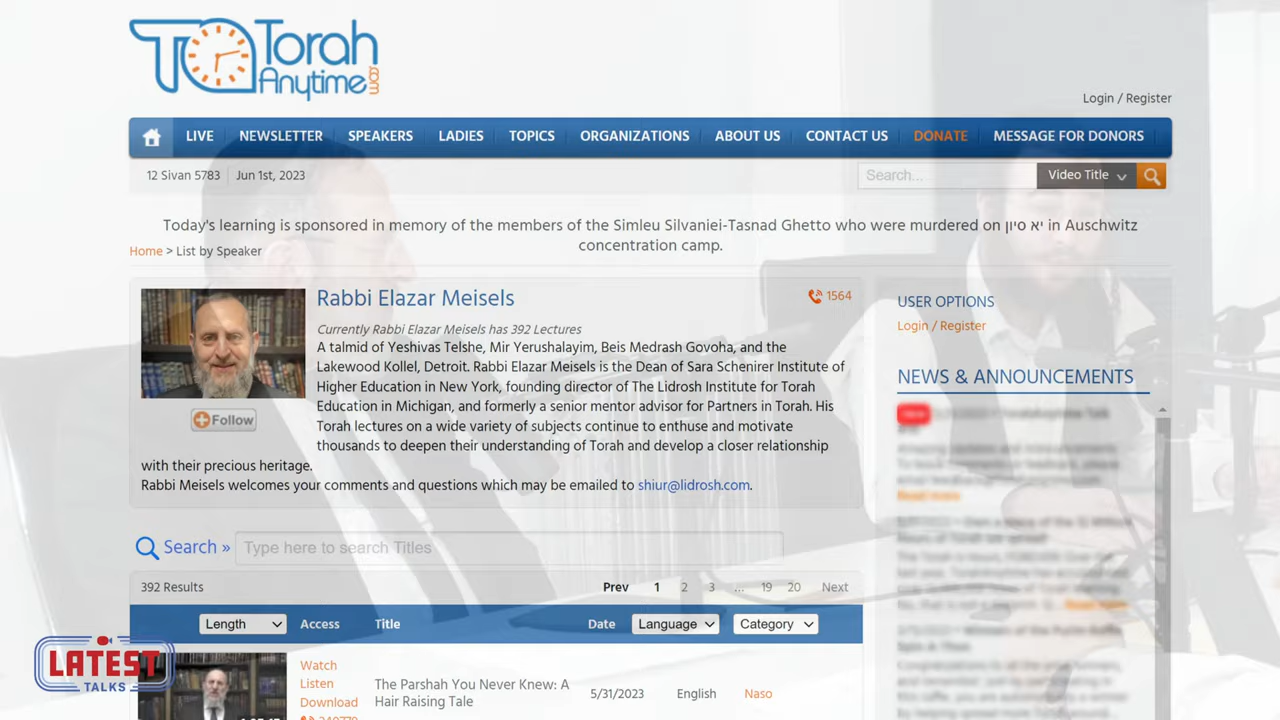 Torah
Anytime.com
Login / Register
LIVE NEWSLETTER SPEAKERS LADIES TOPICS ORGANIZATIONS ABOUT US CONTACT US DONATE MESSAGE FOR DONORS
12 Sivan 5783 Jun 1st, 2023
Search... Video Title
Today's learning is sponsored in memory of the members of the Simleu Silvaniei-Tasnad Ghetto who were murdered on יא סיון in Auschwitz
concentration camp.
Home > List by Speaker
Rabbi Elazar Meisels
1564
Currently Rabbi Elazar Meisels has 392 Lectures
A talmid of Yeshivas Telshe, Mir Yerushalayim, Beis Medrash Govoha, and the
Lakewood Kollel, Detroit. Rabbi Elazar Meisels is the Dean of Sara Schenirer Institute of
Higher Education in New York, founding director of The Lidrosh Institute for Torah
Education in Michigan, and formerly a senior mentor advisor for Partners in Torah. His
Torah lectures on a wide variety of subjects continue to enthuse and motivate
thousands to deepen their understanding of Torah and develop a closer relationship
with their precious heritage.
Rabbi Meisels welcomes your comments and questions which may be emailed to shiur@lidrosh.com.
Follow
USER OPTIONS
Login / Register
NEWS & ANNOUNCEMENTS
Search » Type here to search Titles
392 Results Prev 1 2 3 ... 19 20 Next
Length Access Title Date Language Category
Watch
Listen
Download
The Parshah You Never Knew: A
Hair Raising Tale
5/31/2023 English Naso
LATEST
TALKS